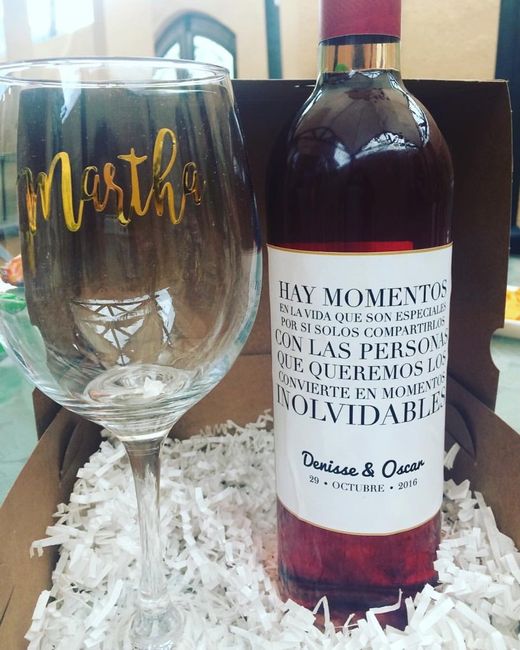 Martha
HAY MOMENTOS
EN LA VIDA QUE SON ESPECIALES
POR SI SOLOS COMPARTIRLOS
CON LAS PERSONAS
QUE QUEREMOS LOS
CONVIERTE EN MOMENTOS
INOLVIDABLES
Denisse & Oscar
29 • OCTUBRE • 2016